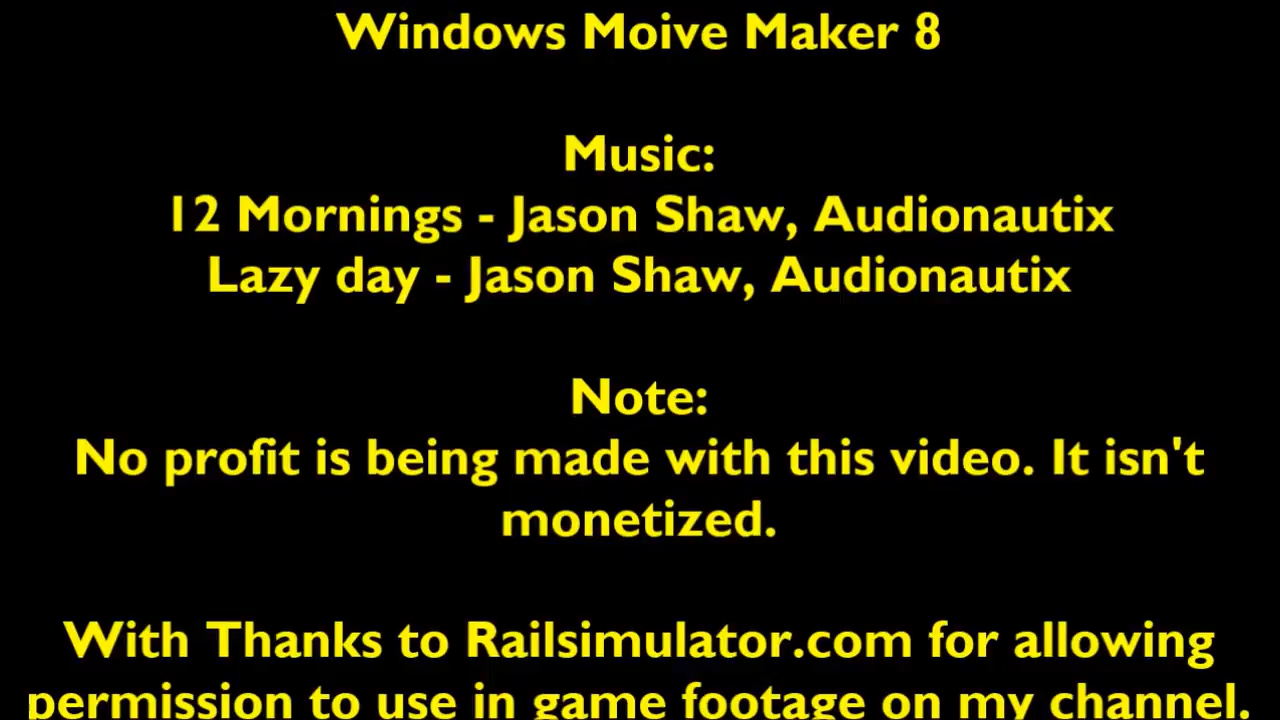 Windows Moive Maker 8
Music:
12 Mornings - Jason Shaw, Audionautix
Lazy day - Jason Shaw, Audionautix
Note:
No profit is being made with this video. It isn't
monetized.
With Thanks to Railsimulator.com for allowing
permission to use in game footage on my channel.